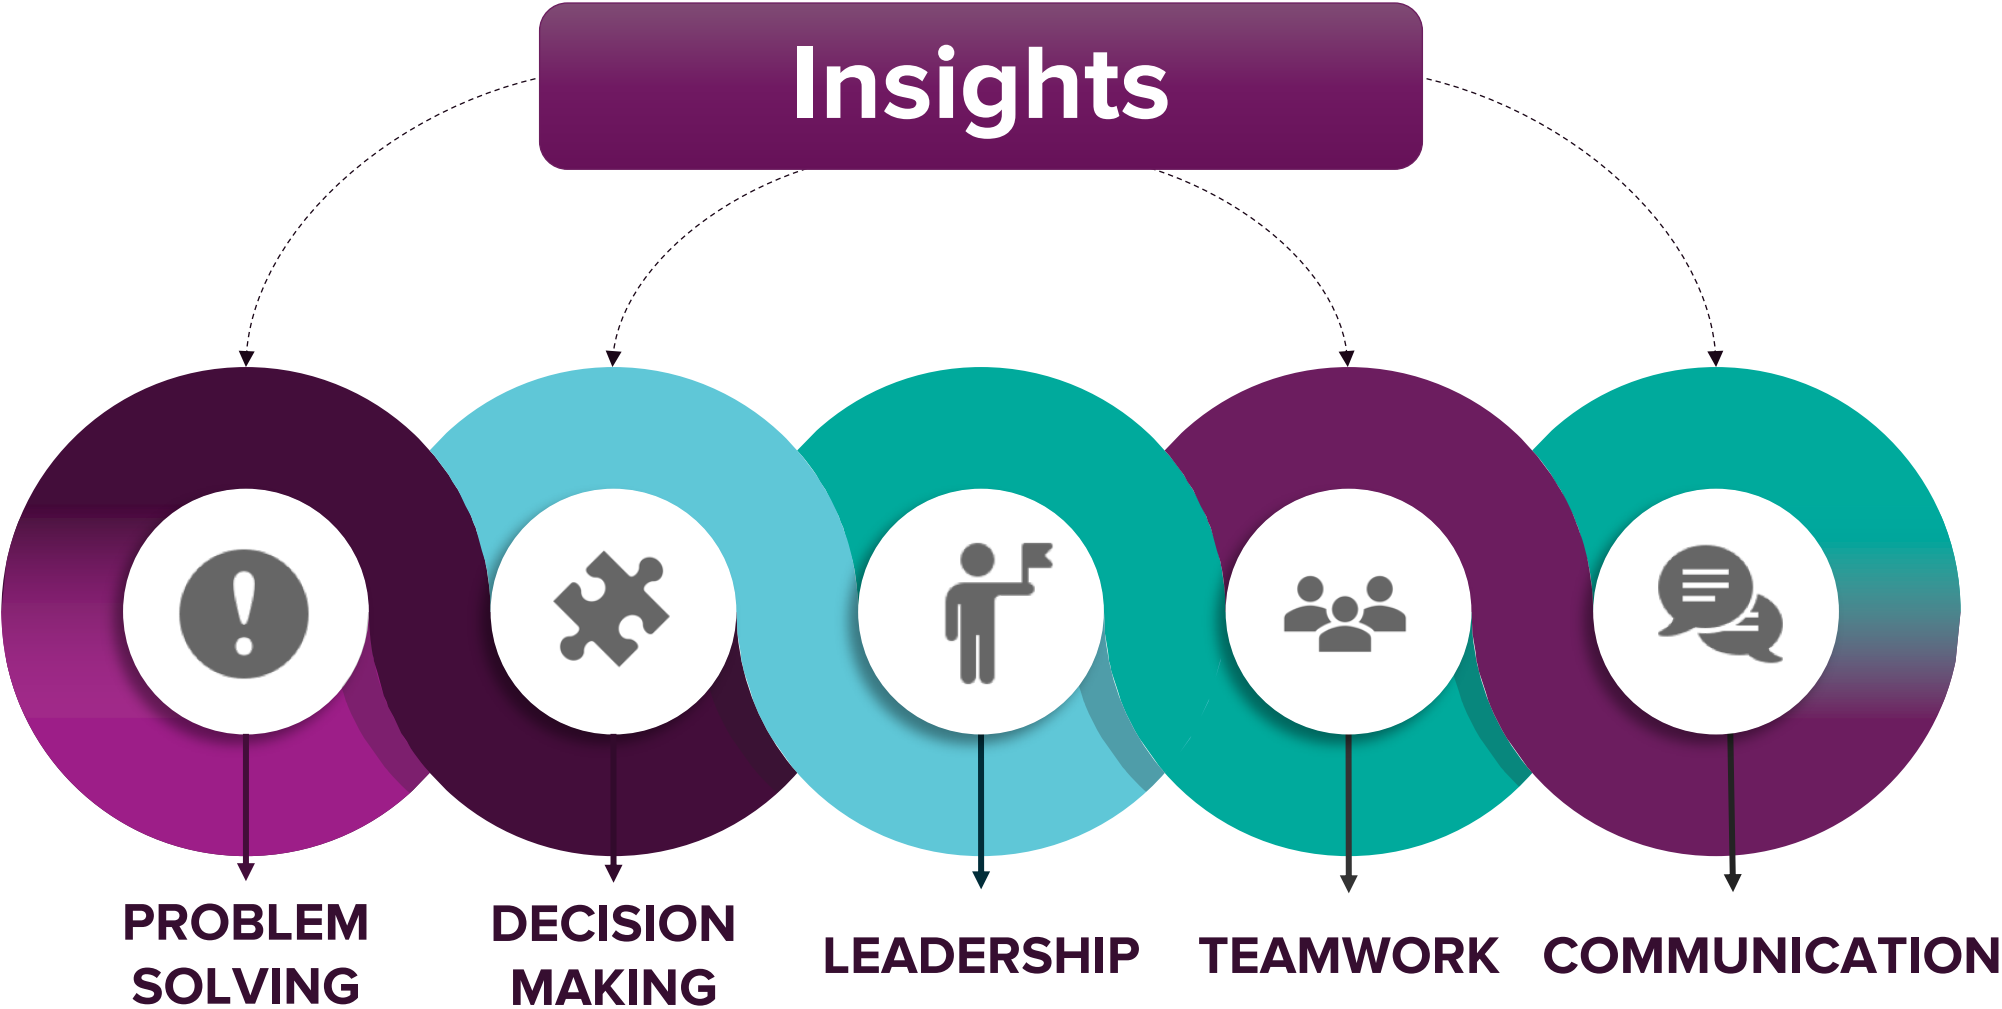 Insights
PROBLEM
SOLVING
DECISION
MAKING
LEADERSHIP
TEAMWORK
COMMUNICATION